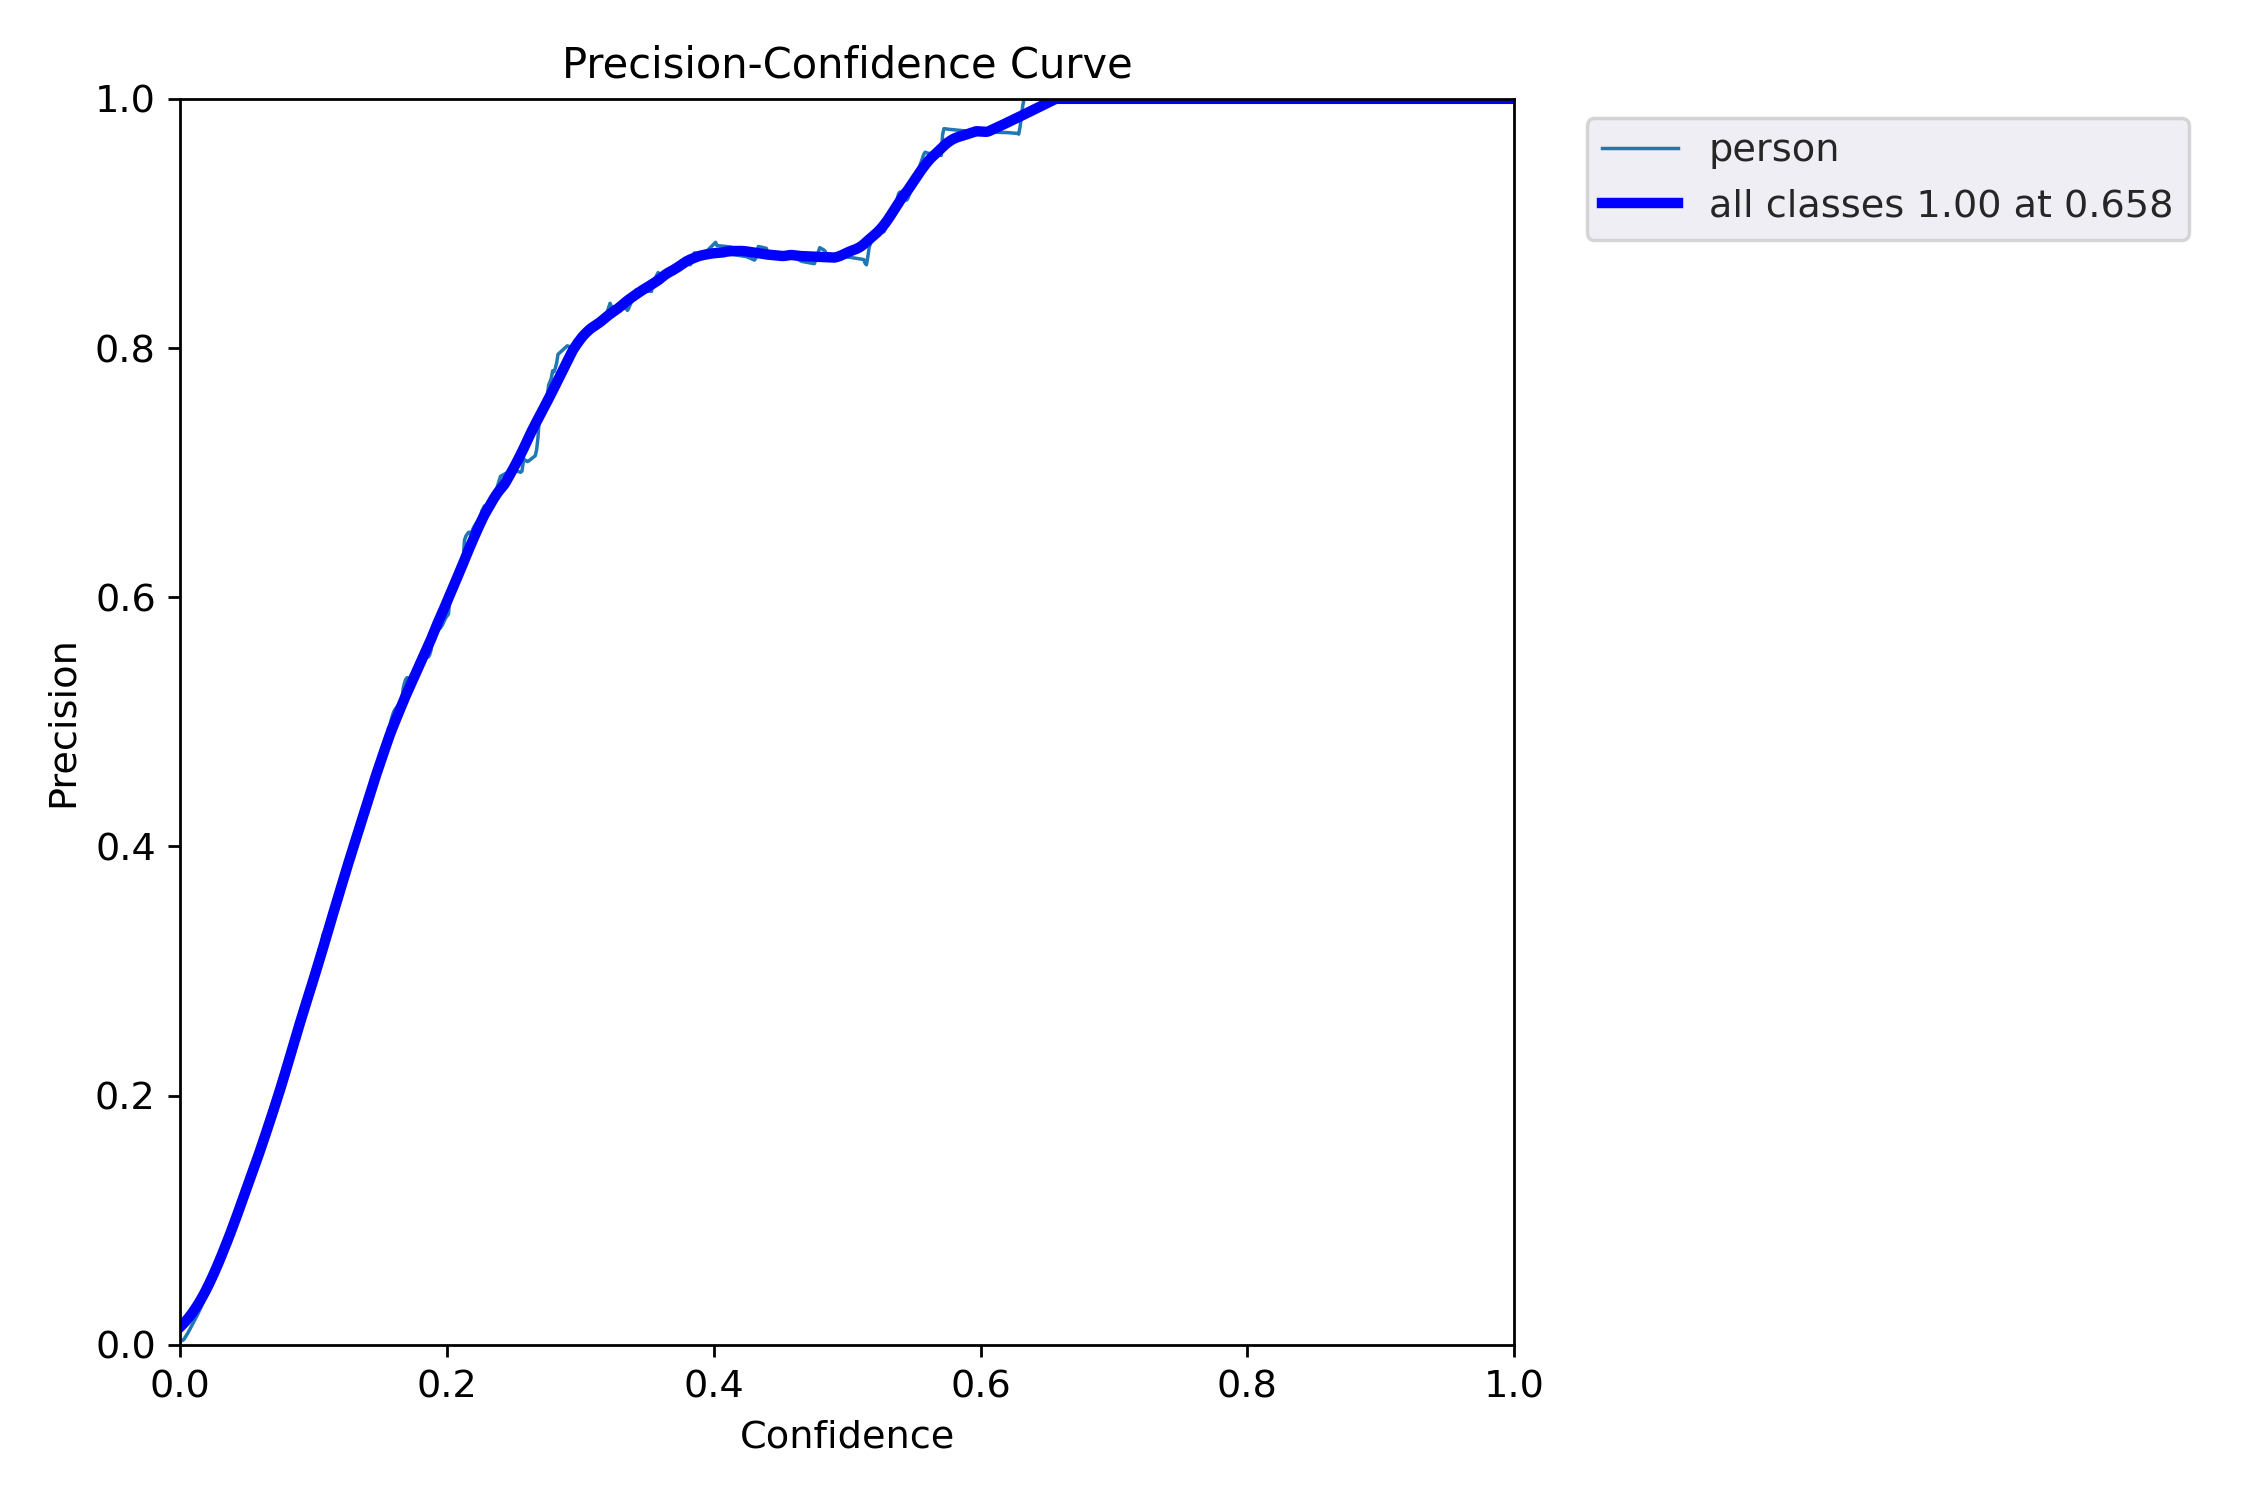 Precision-Confidence Curve
1.0
0.8
0.6
0.4
0.2
0.0
Precision
0.0 0.2 0.4 0.6 0.8 1.0
Confidence
person
all classes 1.00 at 0.658